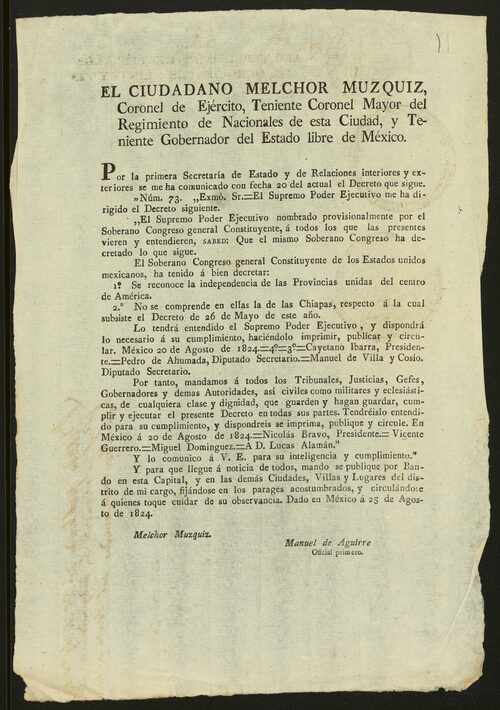 EL CIUDADANO MELCHOR MUZQUIZ,
Coronel de Ejército, Teniente Coronel Mayor del
Regimiento de Nacionales de esta Ciudad, y Te-
niente Gobernador del Estado libre de México.
Por la primera Secretaría de Estado y de Relaciones interiores y ex-
teriores se me ha comunicado con fecha 20 del actual el Decreto que sigue.
„Núm. 73. „Exmô. Sr.=El Supremo Poder Ejecutivo me ha di-
rigido el Decreto siguiente.
„El Supremo Poder Ejecutivo nombrado provisionalmente por el
Soberano Congreso general Constituyente, á todos los que las presentes
vieren y entendieren, SABED: Que el mismo Soberano Congreso ha de-
cretado lo que sigue.
El Soberano Congreso general Constituyente de los Estados unidos
mexicanos, ha tenido á bien decretar:
1.º Se reconoce la independencia de las Provincias unidas del centro
de América.
2.º No se comprende en ellas la de las Chiapas, respecto á la cual
subsiste el Decreto de 26 de Mayo de este año.
Lo tendrá entendido el Supremo Poder Ejecutivo, y dispondrá
lo necesario á su cumplimiento, haciéndolo imprimir, publicar y circu-
lar. México 20 de Agosto de 1824.=4º=3º=Cayetano Ibarra, Presiden-
te.=Pedro de Ahumada, Diputado Secretario.=Manuel de Villa y Cosio.
Diputado Secretario.
Por tanto, mandamos á todos los Tribunales, Justicias, Gefes,
Gobernadores y demas Autoridades, así civiles como militares y eclesiásti-
cas, de cualquiera clase y dignidad, que guarden y hagan guardar, cum-
plir y ejecutar el presente Decreto en todas sus partes. Tendréislo entendi-
do para su cumplimiento, y dispondreis se imprima, publique y circule. En
México á 20 de Agosto de 1824.=Nicolás Bravo, Presidente.= Vicente
Guerrero.=Miguel Dominguez.=A D. Lucas Alamán."
Y lo comunico á V. E. para su inteligencia y cumplimiento."
Y para que llegue á noticia de todos, mando se publique por Ban-
do en esta Capital, y en las demás Ciudades, Villas y Lugares del dis-
trito de mi cargo, fijándose en los parages acostumbrados, y circulándose
á quienes toque cuidar de su observancia. Dado en México á 25 de Agos-
to de 1824.
Melchor Muzquiz.
Manuel de Aguirre
Oficial primero.